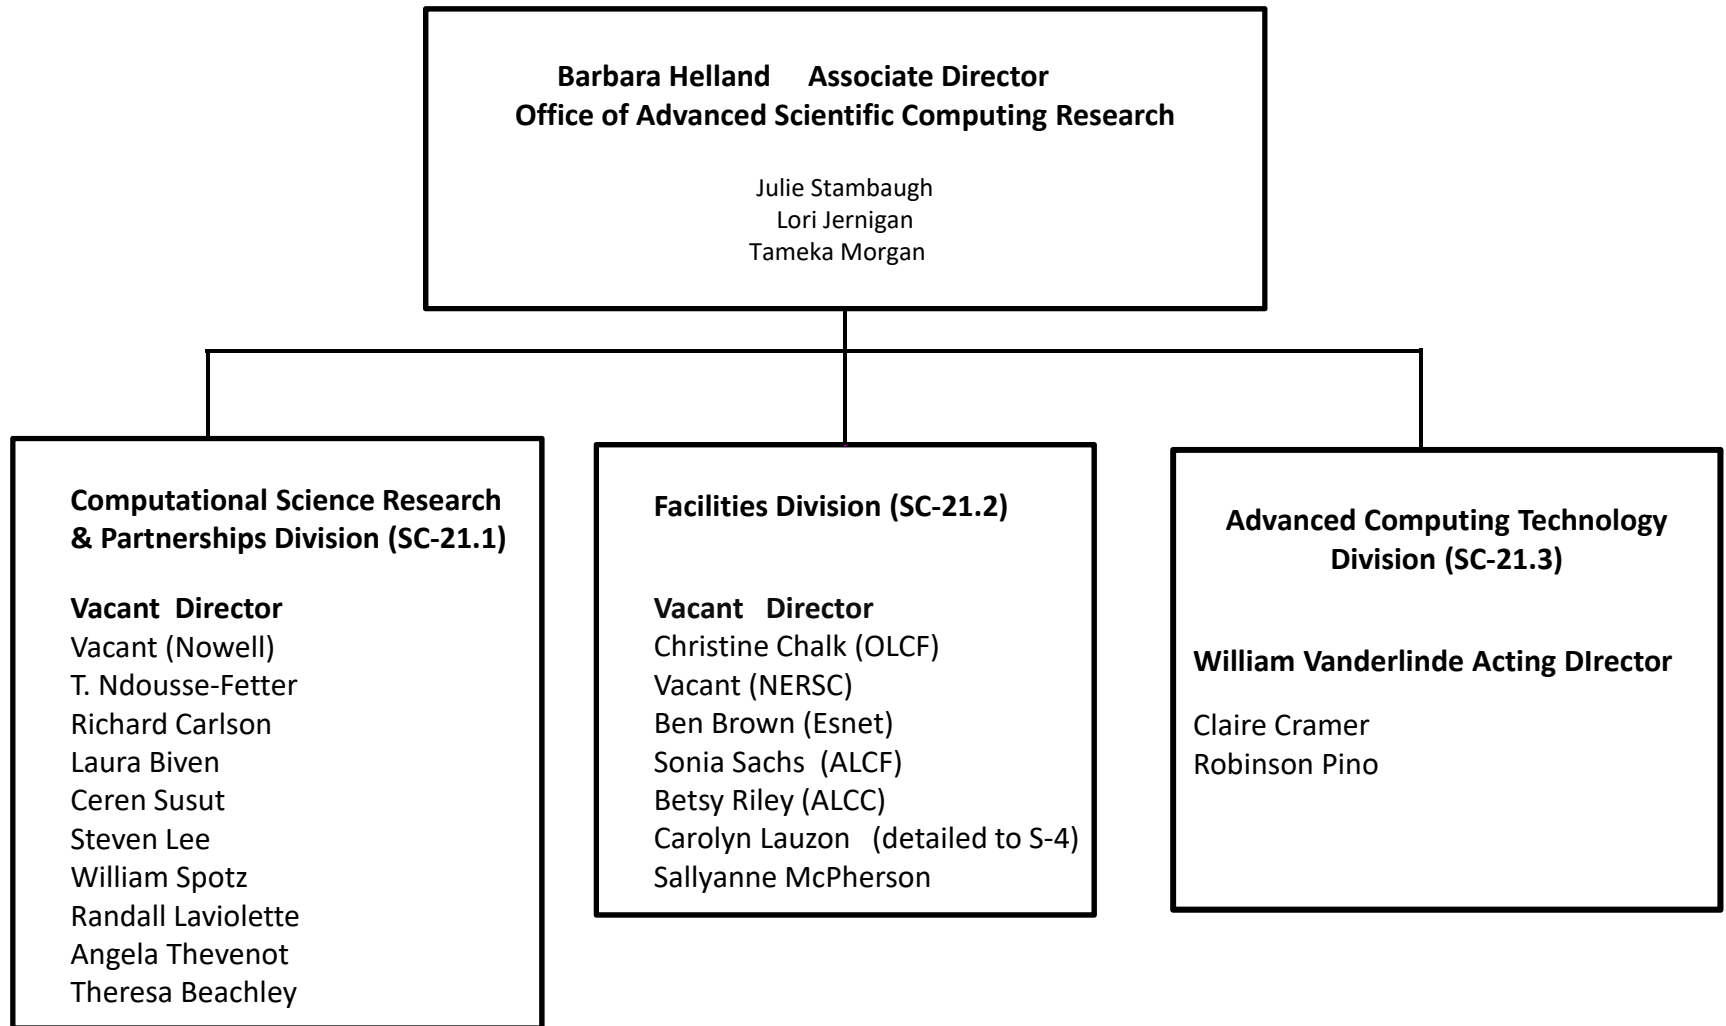 Barbara Helland Associate Director
Office of Advanced Scientific Computing Research
Julie Stambaugh
Lori Jernigan
Tameka Morgan
Computational Science Research
& Partnerships Division (SC-21.1)
Vacant Director
Vacant (Nowell)
T. Ndousse-Fetter
Richard Carlson
Laura Biven
Ceren Susut
Steven Lee
William Spotz
Randall Laviolette
Angela Thevenot
Theresa Beachley
Facilities Division (SC-21.2)
Vacant Director
Christine Chalk (OLCF)
Vacant (NERSC)
Ben Brown (Esnet)
Sonia Sachs (ALCF)
Betsy Riley (ALCC)
Carolyn Lauzon (detailed to S-4)
Sallyanne McPherson
Advanced Computing Technology
Division (SC-21.3)
William Vanderlinde Acting DIrector
Claire Cramer
Robinson Pino